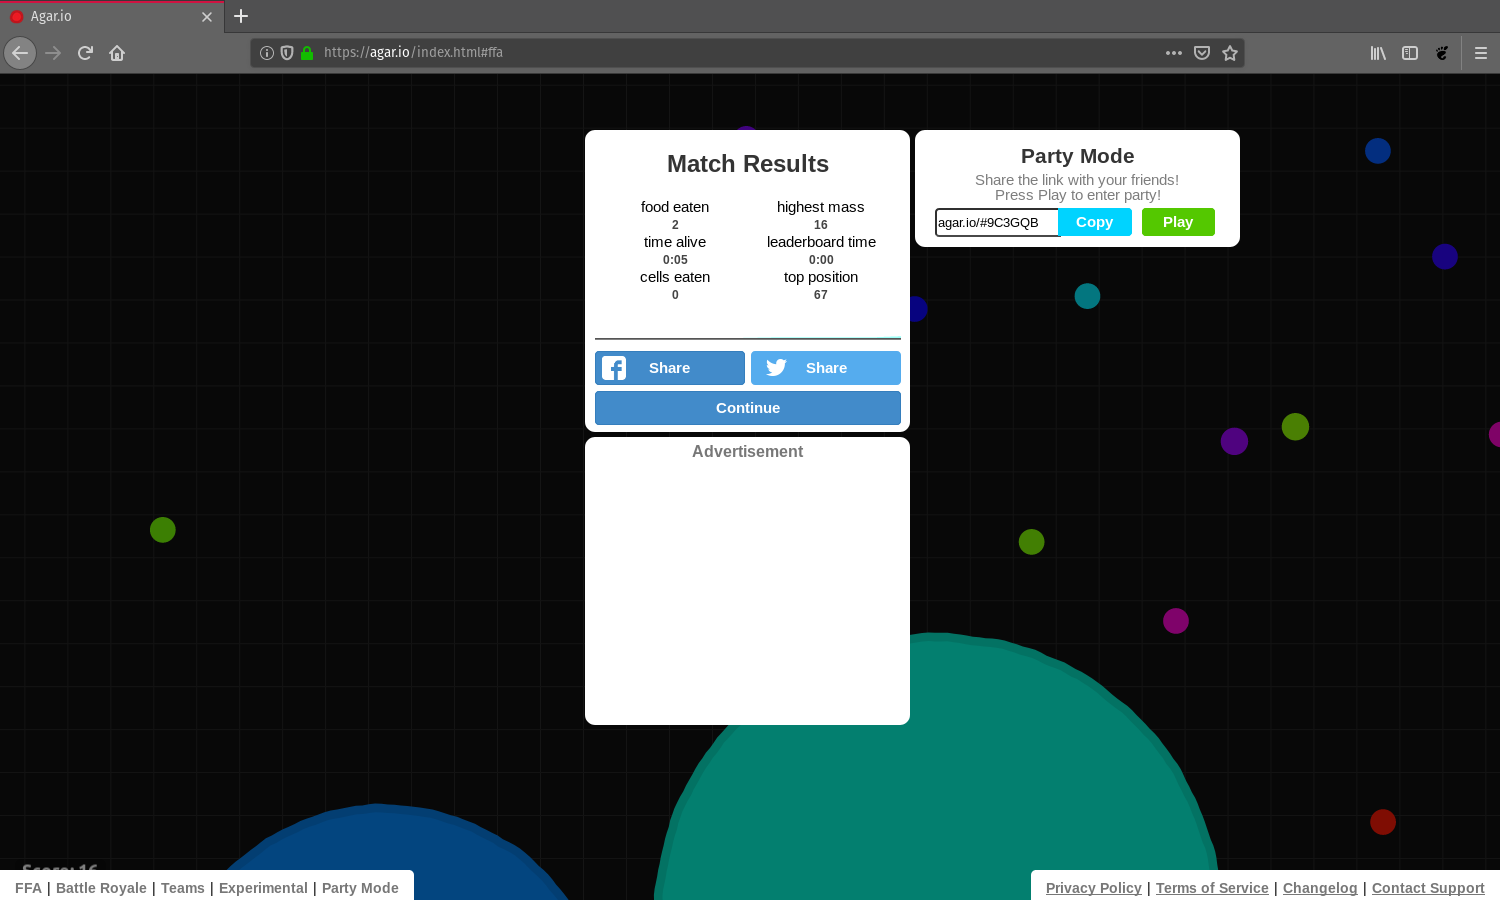 Agar.io
https://agar.io/index.html#ffa
Match Results
food eaten
2
highest mass
16
time alive
0:05
leaderboard time
0:00
cells eaten
0
top position
67
Share
Share
Continue
Advertisement
Party Mode
Share the link with your friends!
Press Play to enter party!
agar.io/#9C3GQB
Copy
Play
Score: 16
FFA | Battle Royale | Teams | Experimental | Party Mode
Privacy Policy | Terms of Service | Changelog | Contact Support